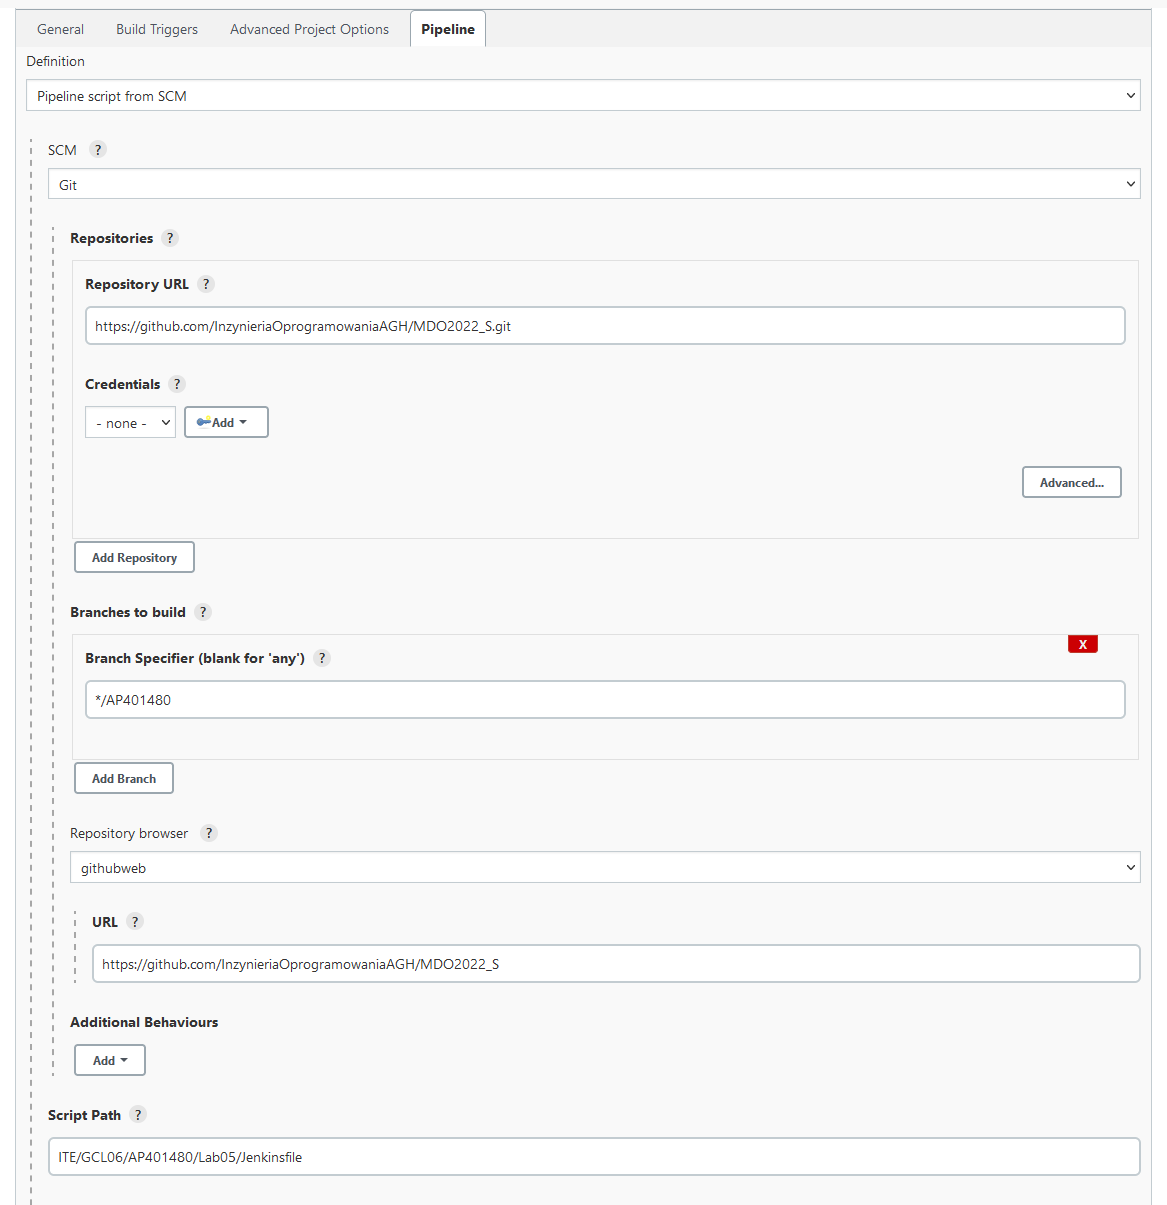 General Build Triggers Advanced Project Options Pipeline
Definition
Pipeline script from SCM
SCM ?
Git
Repositories ?
Repository URL ?
https://github.com/InzynieriaOprogramowaniaAGH/MDO2022_S.git
Credentials ?
- none - Add
Advanced...
Add Repository
Branches to build ?
X
Branch Specifier (blank for 'any') ?
*/AP401480
Add Branch
Repository browser ?
githubweb
URL ?
https://github.com/InzynieriaOprogramowaniaAGH/MDO2022_S
Additional Behaviours
Add
Script Path ?
ITE/GCL06/AP401480/Lab05/Jenkinsfile